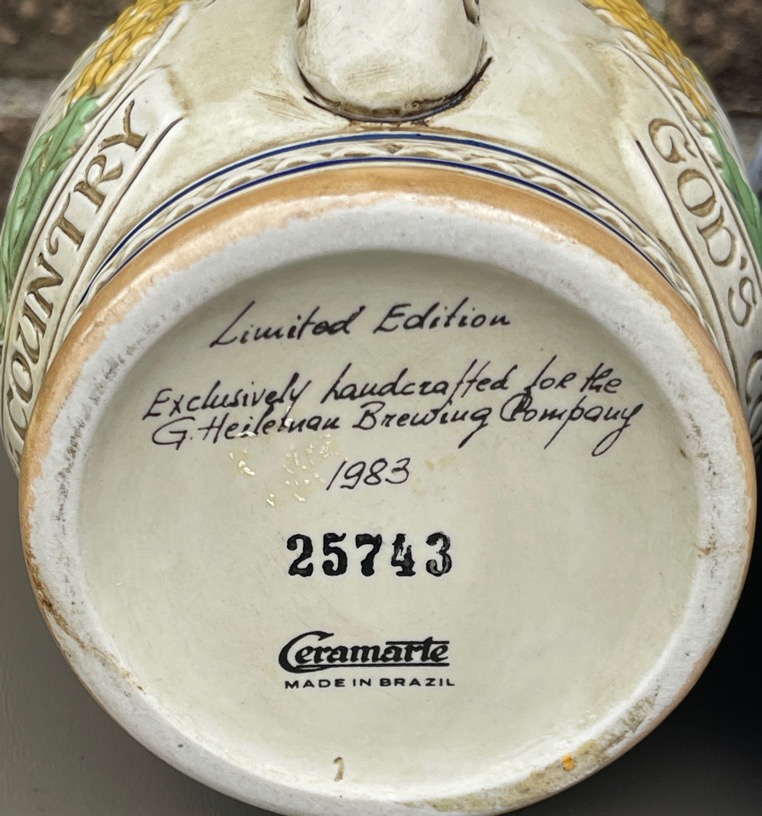 COUNTRY
GOD'S
Limited Edition
Exclusively handcrafted for the
G. Heileman Brewing Company
1983
25743
Ceramarte
MADE IN BRAZIL